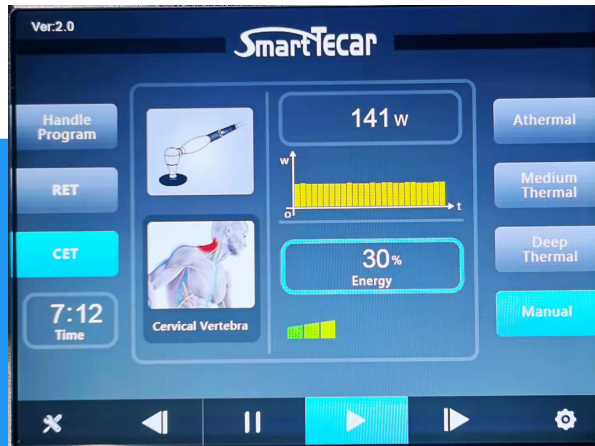 Ver:2.0
SmartTecar
Handle
Program
RET
CET
7:12
Time
Cervical Vertebra
141 W
W
O
t
30%
Energy
Athermal
Medium
Thermal
Deep
Thermal
Manual